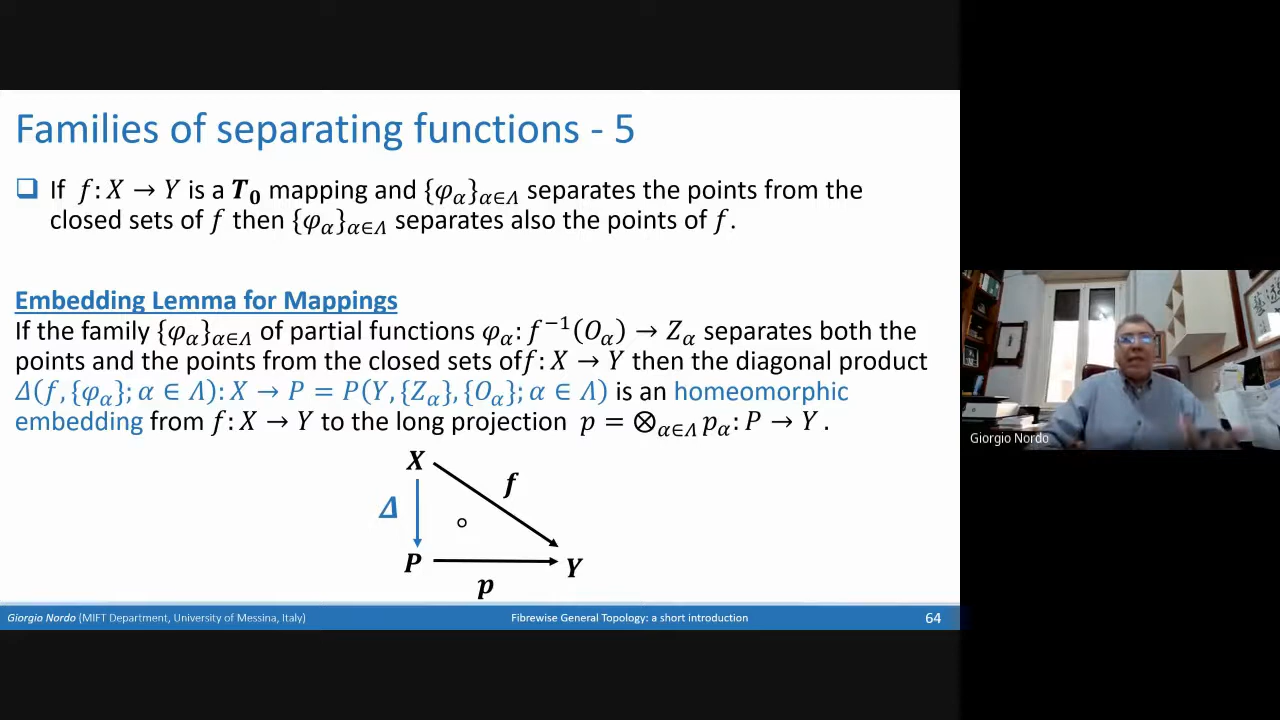 Families of separating functions - 5
❑ If f: X → Y is a T₀ mapping and {φ_α}_{α∈Λ} separates the points from the
closed sets of f then {φ_α}_{α∈Λ} separates also the points of f.
Embedding Lemma for Mappings
If the family {φ_α}_{α∈Λ} of partial functions φ_α: f⁻¹(O_α) → Z_α separates both the
points and the points from the closed sets of f: X → Y then the diagonal product
Δ(f, {φ_α}; α ∈ Λ): X → P = P(Y, {Z_α}, {O_α}; α ∈ Λ) is an homeomorphic
embedding from f: X → Y to the long projection p = ⊗_{α∈Λ} p_α: P → Y .
X
f
Δ
P
Y
p
Giorgio Nordo (MIFT Department, University of Messina, Italy)
Fibrewise General Topology: a short introduction
64
Giorgio Nordo